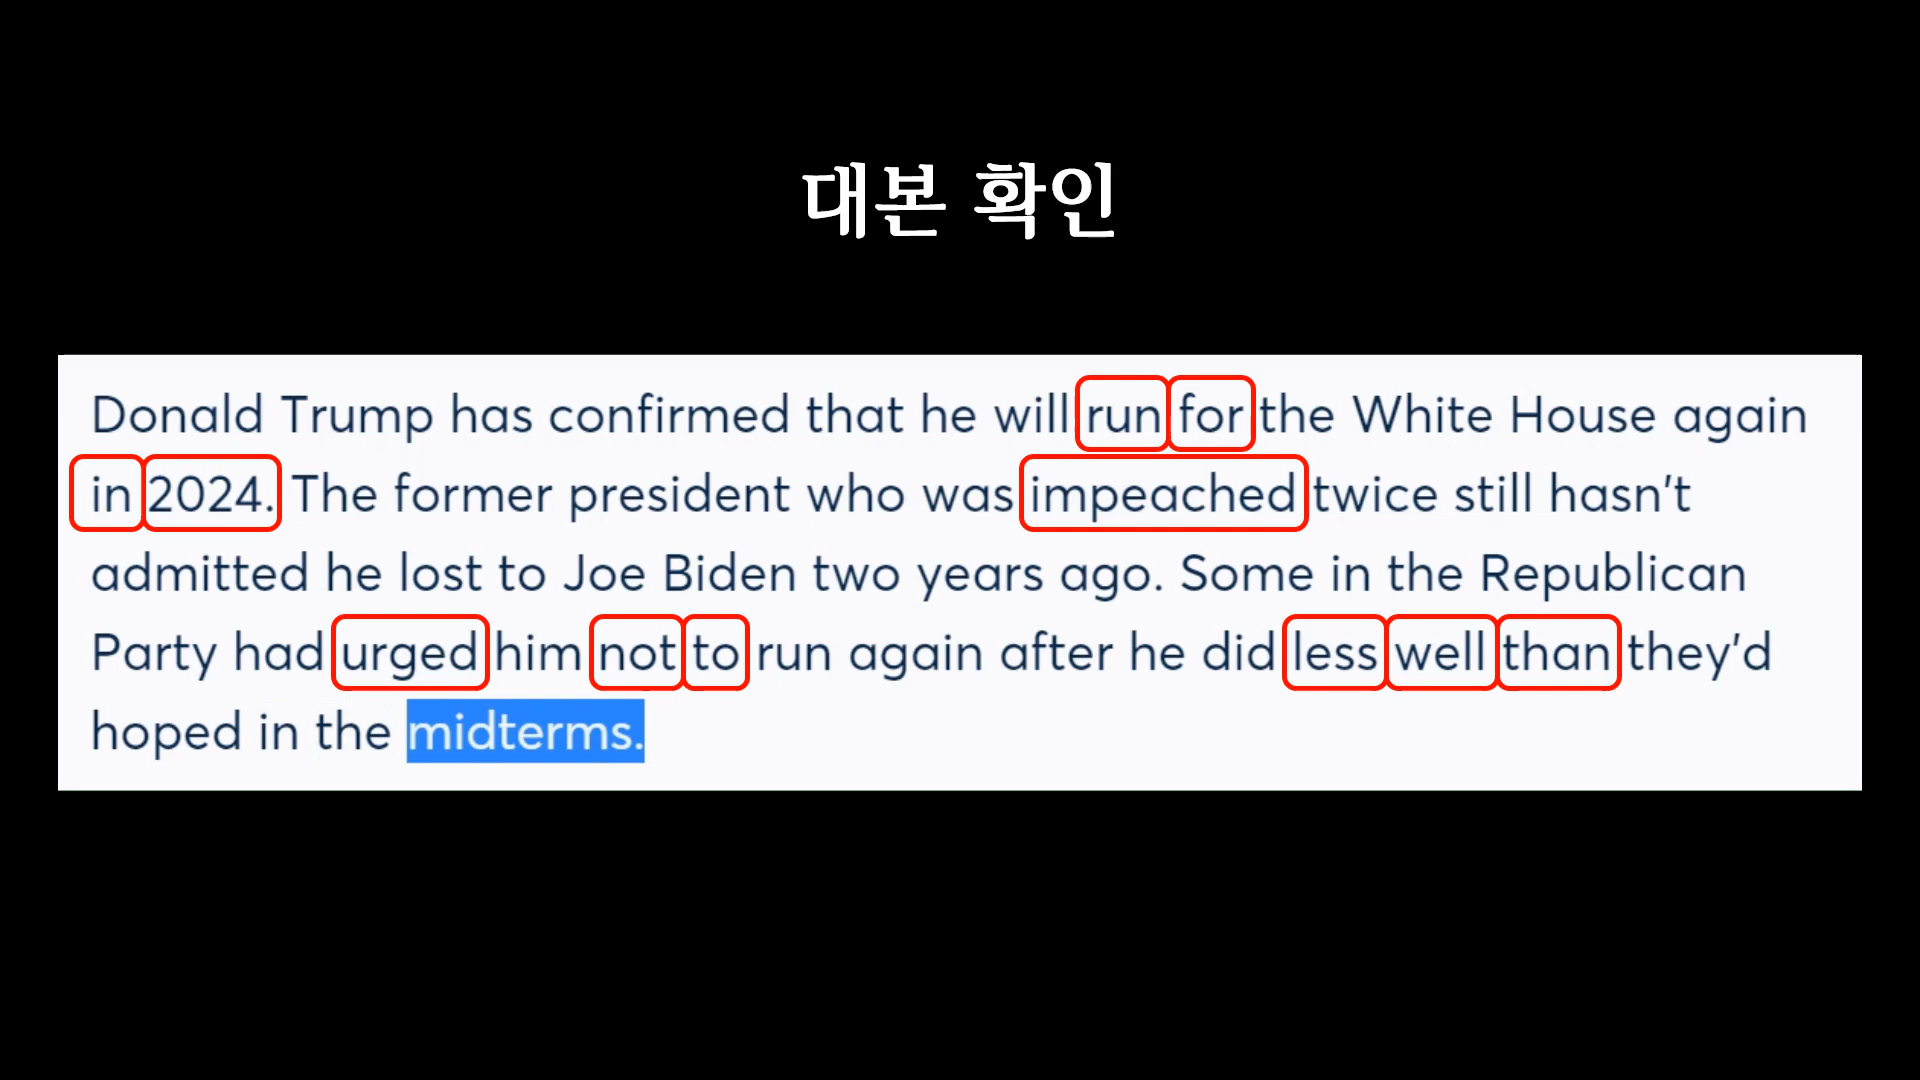 대본 확인
Donald Trump has confirmed that he will run for the White House again
in 2024. The former president who was impeached twice still hasn't
admitted he lost to Joe Biden two years ago. Some in the Republican
Party had urged him not to run again after he did less well than they'd
hoped in the midterms.